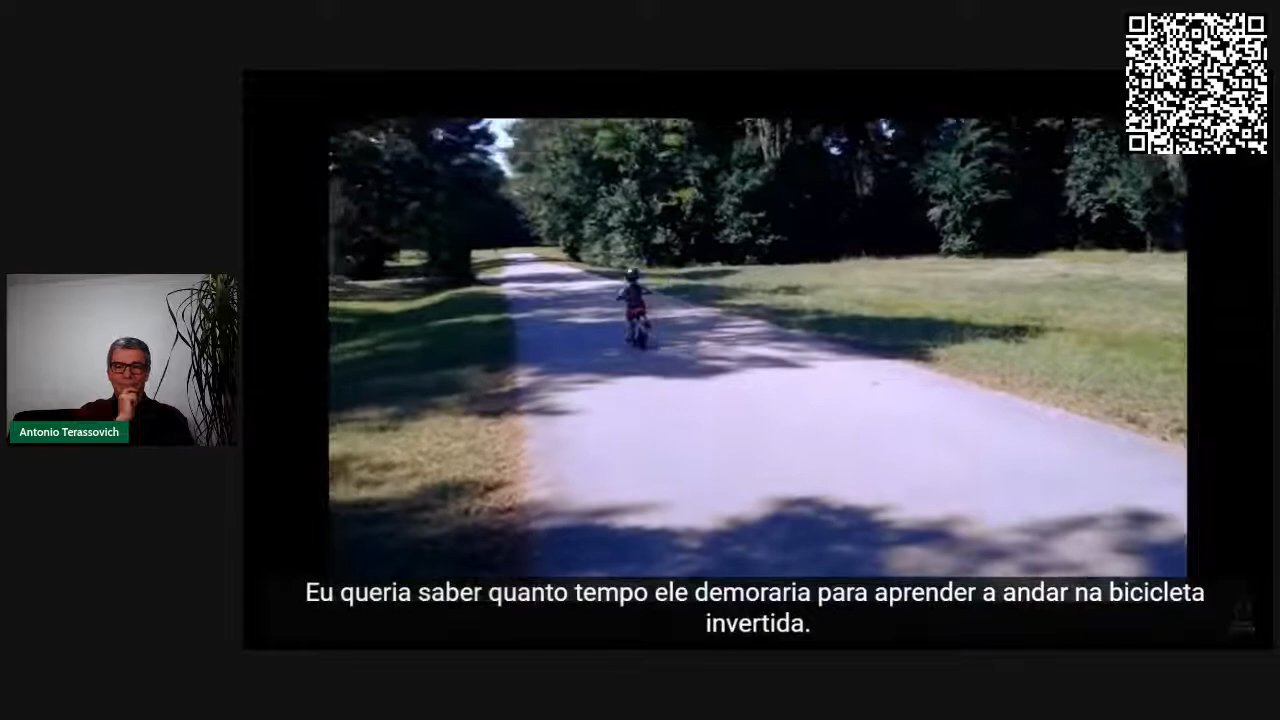 Antonio Terassovich
Eu queria saber quanto tempo ele demoraria para aprender a andar na bicicleta
invertida.